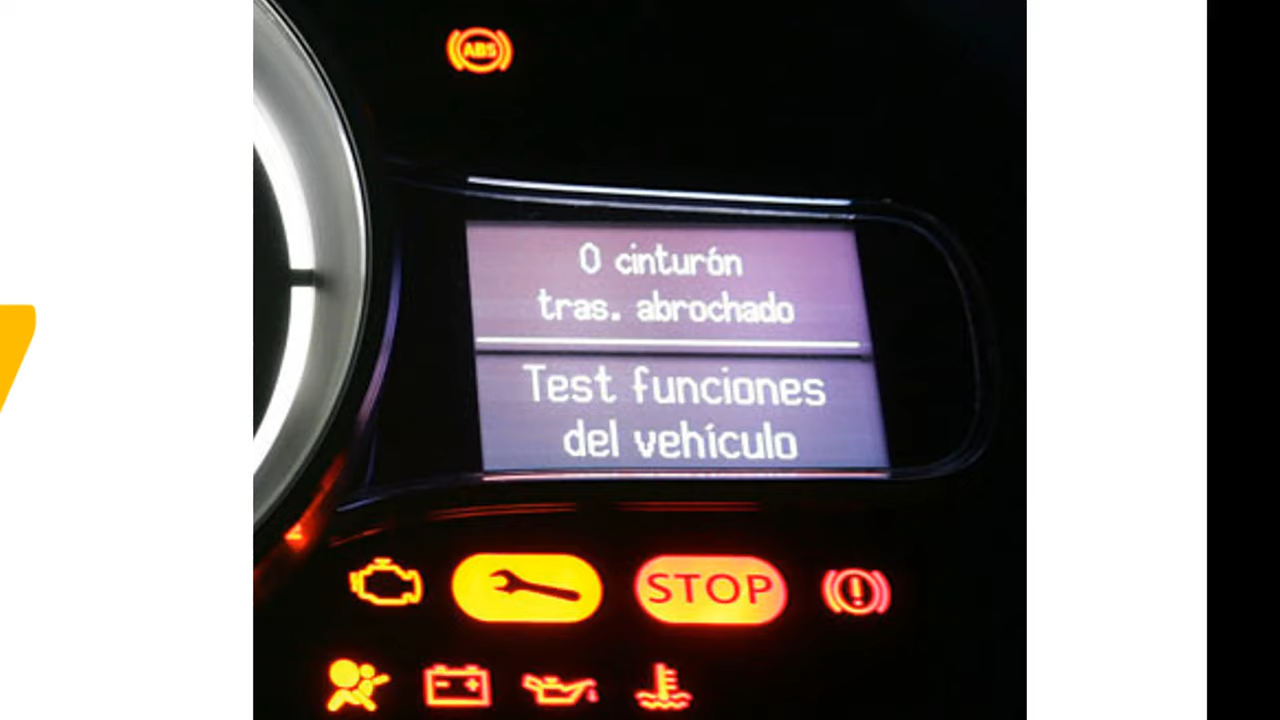 ABS
0 cinturón
tras. abrochado
Test funciones
del vehículo
STOP